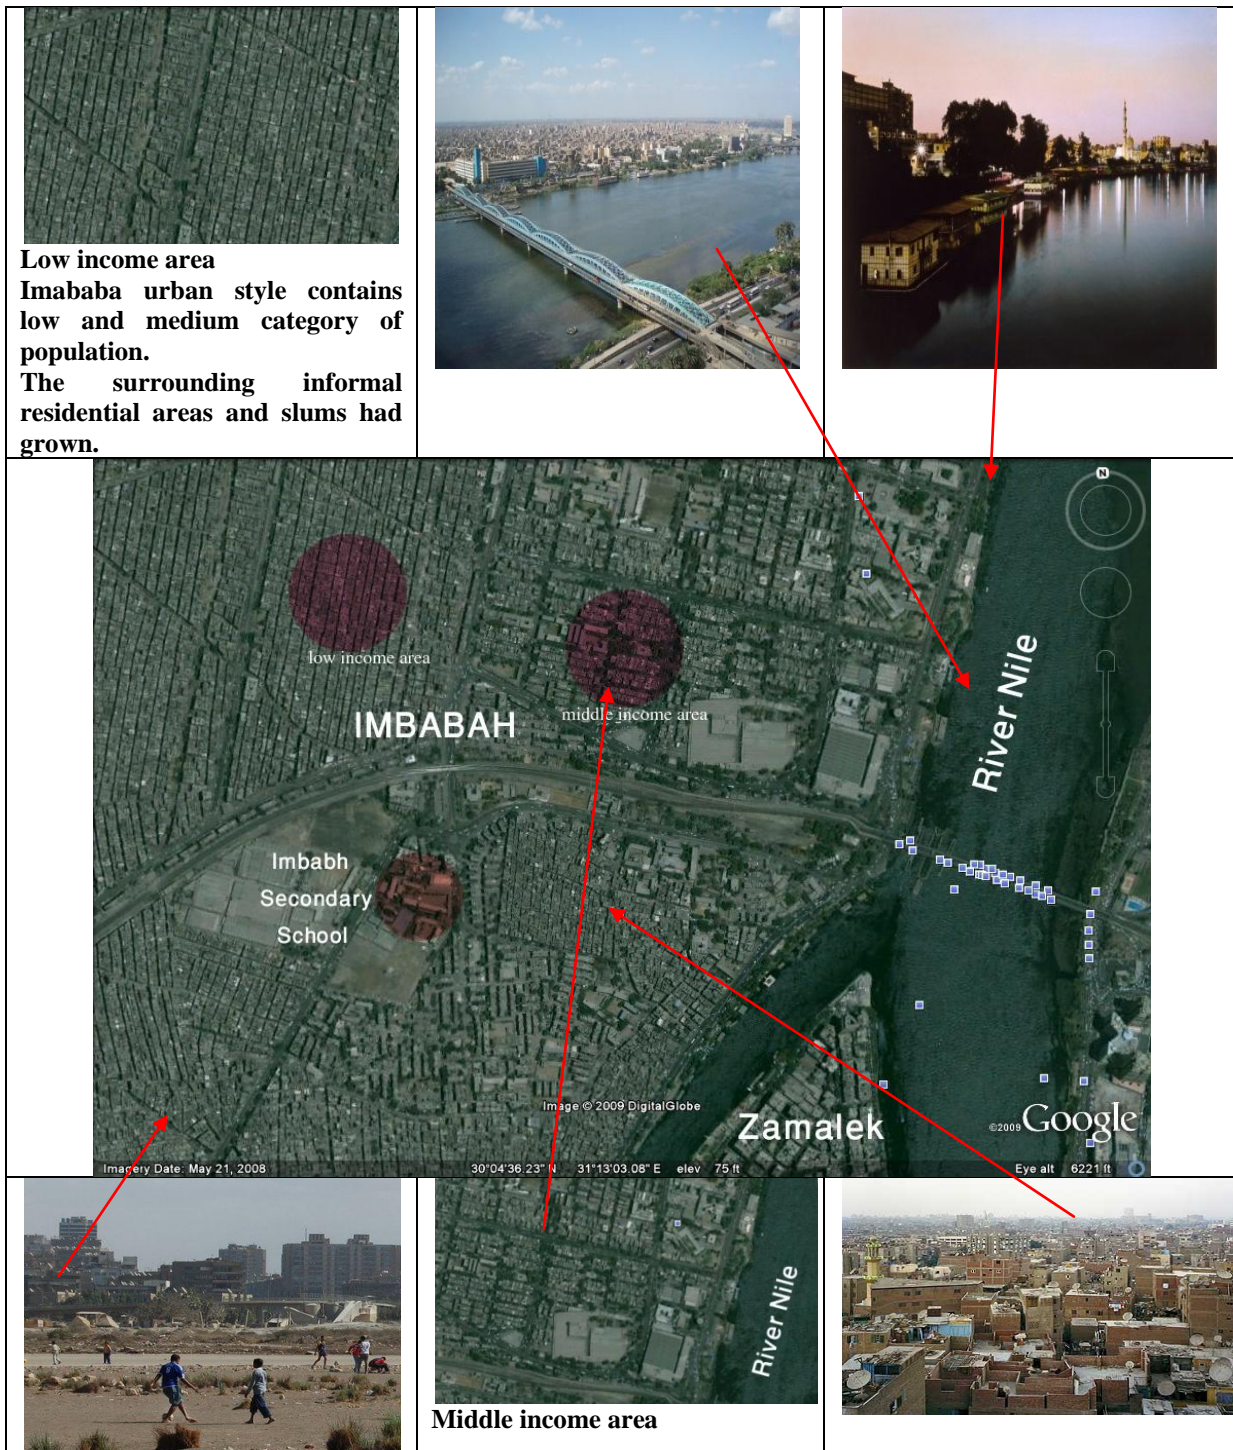 Low income area
Imababa urban style contains
low and medium category of
population.
The surrounding informal
residential areas and slums had
grown.
N
low income area
middle income area
IMBABAH
River Nile
Imbabh
Secondary
School
Image © 2009 DigitalGlobe
Zamalek
©2009 Google
Imagery Date: May 21, 2008 30°04'36.23" N 31°13'03.08" E elev 75 ft Eye alt 6221 ft
River Nile
Middle income area